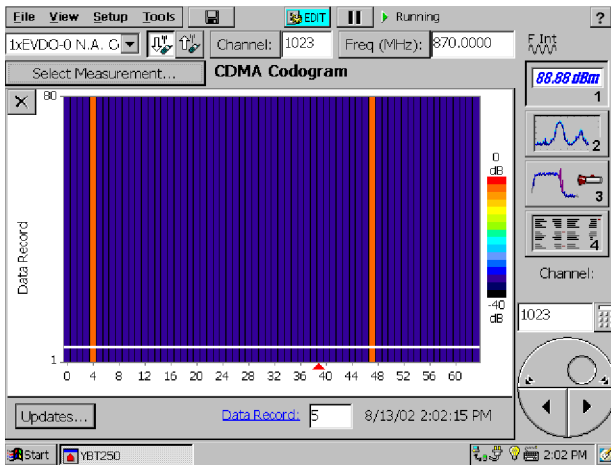 File View Setup Tools EDIT Running ?
1xEVDO-0 N.A. C Channel: 1023 Freq (MHz): 870.0000 F Int
Select Measurement... CDMA Codogram
88.88 dBm
1
2
3
4
80
Data Record
1
0 4 8 12 16 20 24 28 32 36 40 44 48 52 56 60
0
dB
-40
dB
Channel:
1023
Updates... Data Record: 5 8/13/02 2:02:15 PM
Start YBT250 2:02 PM